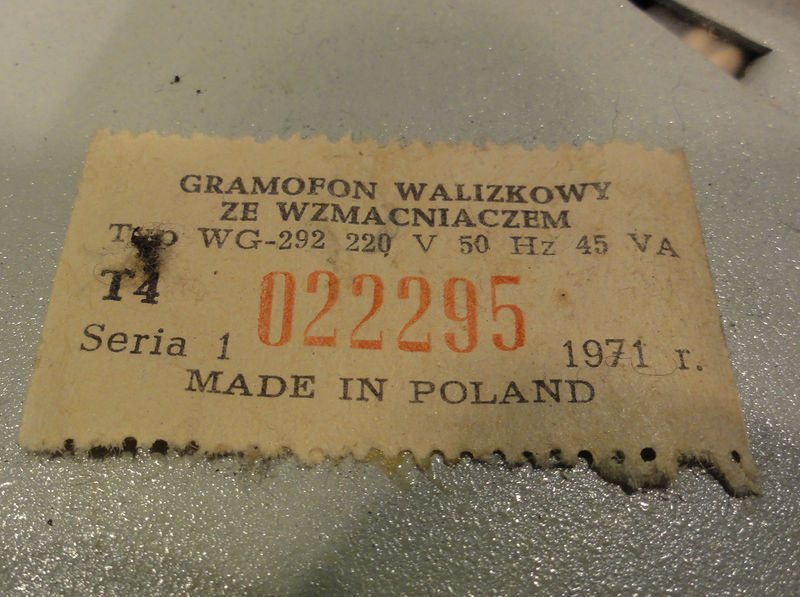 GRAMOFON WALIZKOWY
ZE WZMACNIACZEM
Typ WG-292 220 V 50 Hz 45 VA
T4 022295
Seria 1 1971 r.
MADE IN POLAND